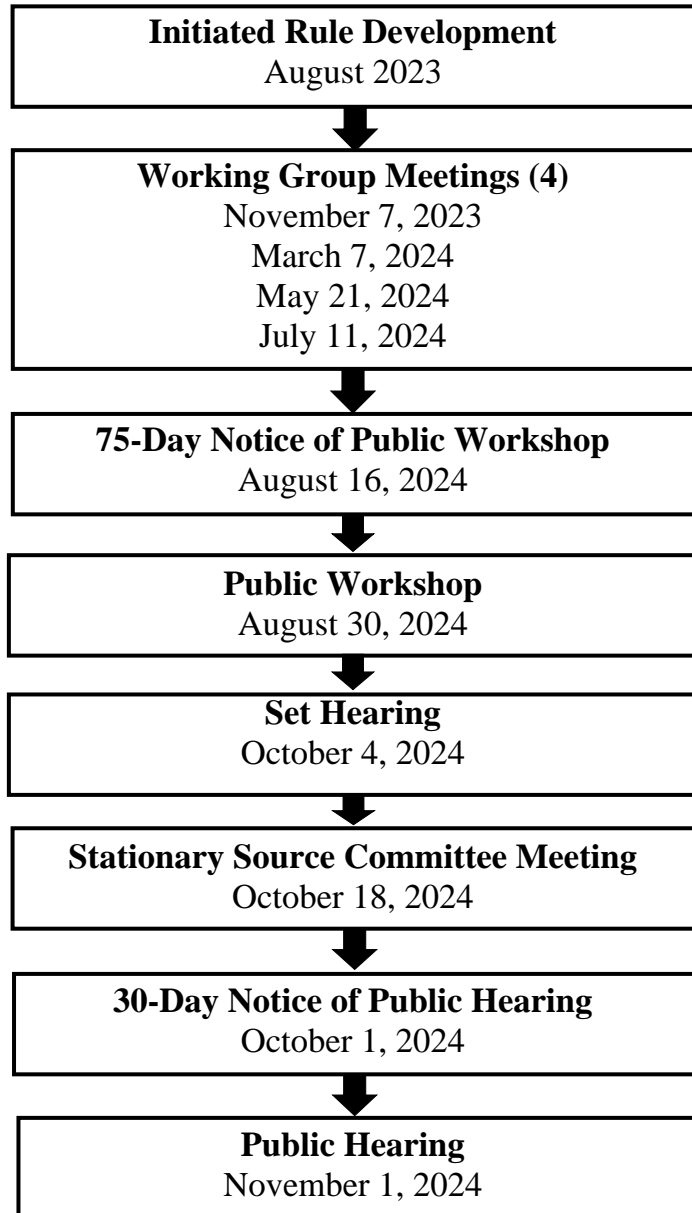 Initiated Rule Development
August 2023
Working Group Meetings (4)
November 7, 2023
March 7, 2024
May 21, 2024
July 11, 2024
75-Day Notice of Public Workshop
August 16, 2024
Public Workshop
August 30, 2024
Set Hearing
October 4, 2024
Stationary Source Committee Meeting
October 18, 2024
30-Day Notice of Public Hearing
October 1, 2024
Public Hearing
November 1, 2024